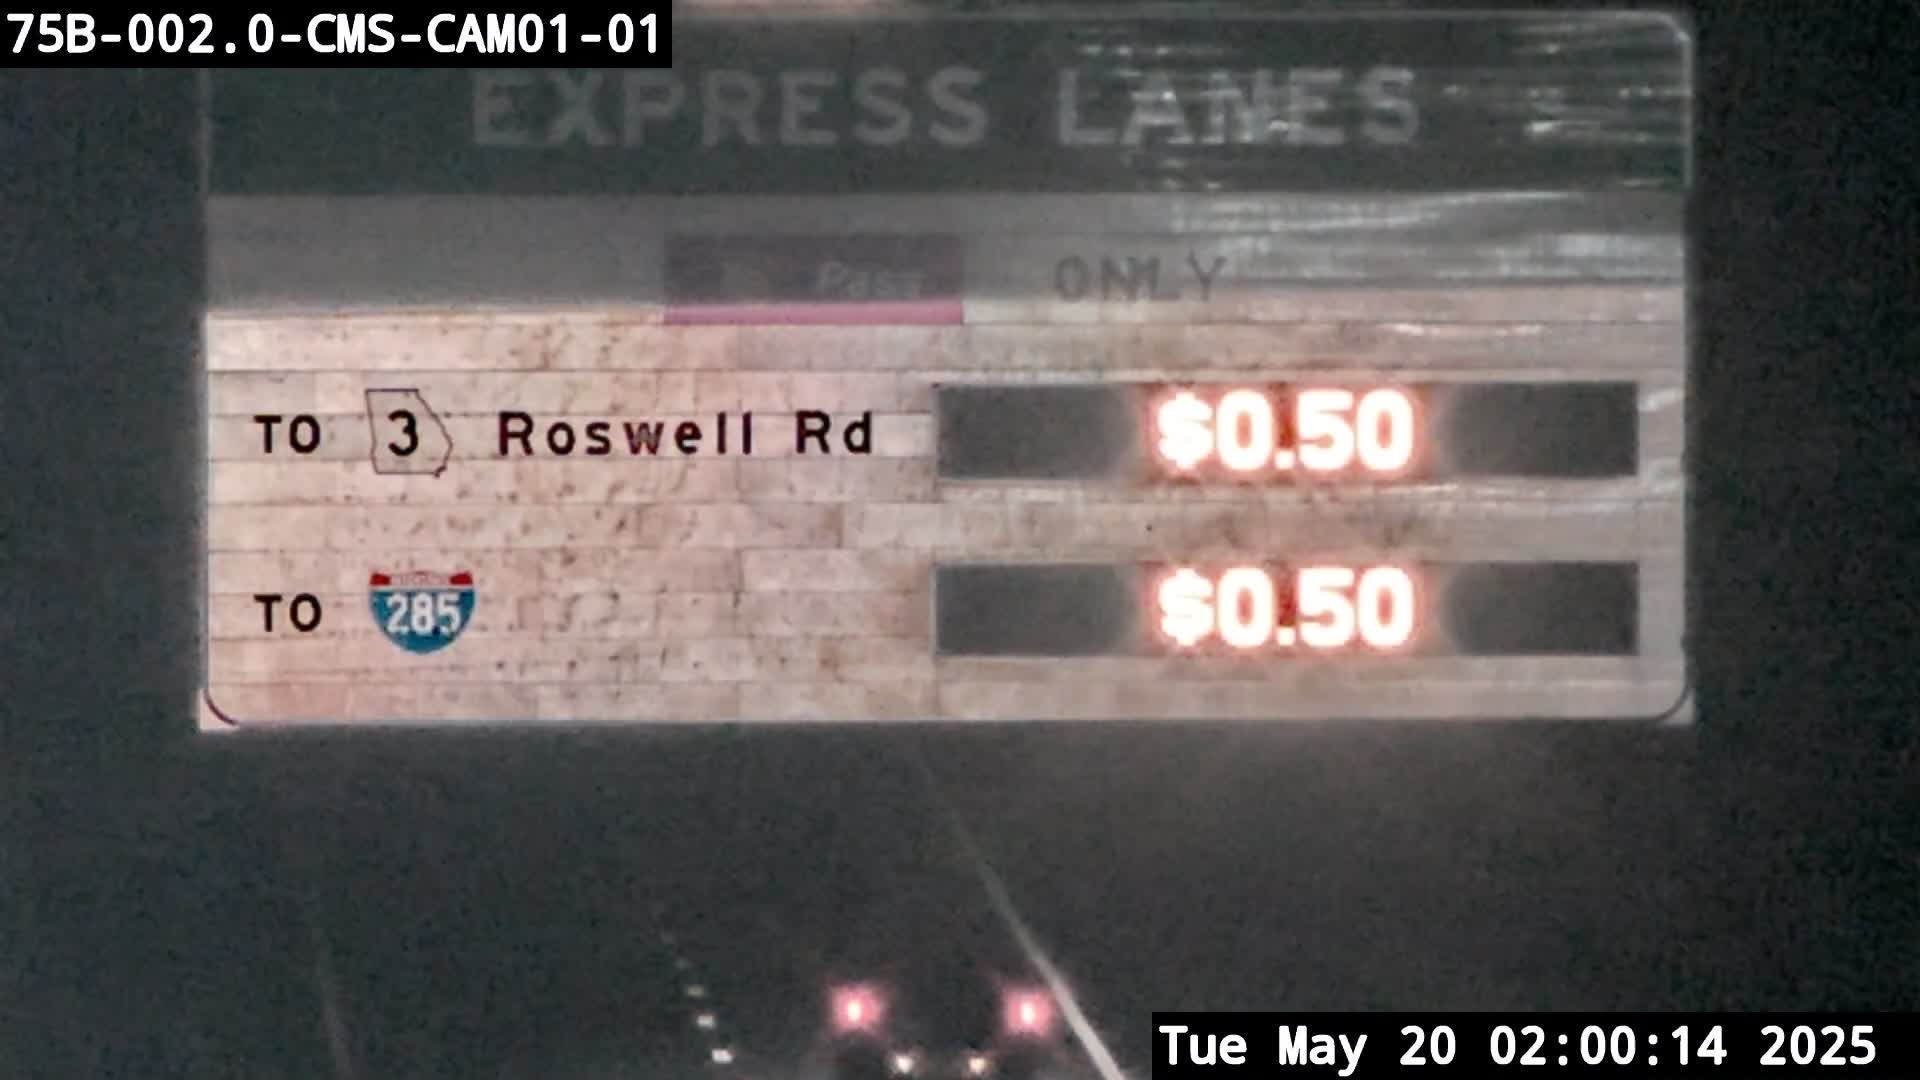 75B-002.0-CMS-CAM01-01
EXPRESS LANES
Pass ONLY
TO 3 Roswell Rd $0.50
TO 285 $0.50
Tue May 20 02:00:14 2025